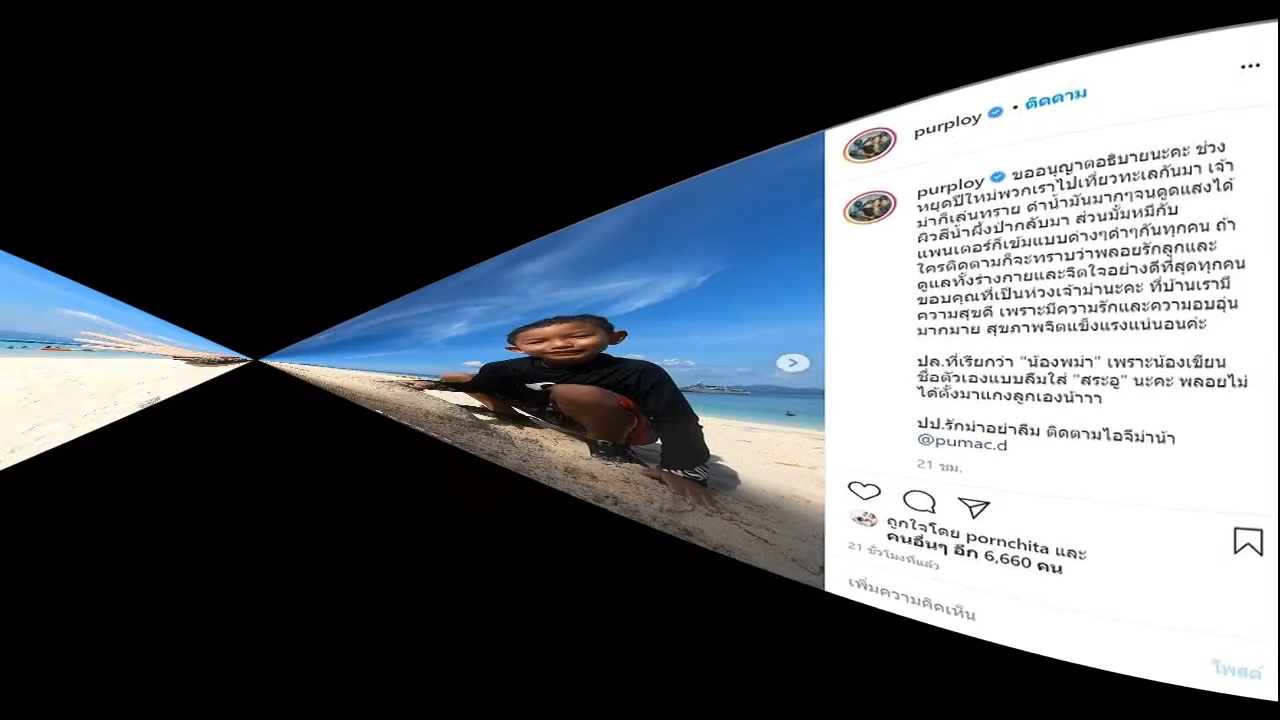 purploy • ติดตาม
purploy ขออนุญาตอธิบายนะคะ ช่วง
หยุดปีใหม่พวกเราไปเที่ยวทะเลกันมา เจ้า
ม่าก็เล่นทราย ดำน้ำมันมากๆจนดูดแสงได้
ผิวสีน้ำผึ้งป่ากลับมา ส่วนมั้มหมีกับ
แพนเตอร์ก็เข้มแบบด่างๆดำๆกันทุกคน ถ้า
ใครติดตามก็จะทราบว่าพลอยรักลูกและ
ดูแลทั้งร่างกายและจิตใจอย่างดีที่สุดทุกคน
ขอบคุณที่เป็นห่วงเจ้าม่านะคะ ที่บ้านเรามี
ความสุขดี เพราะมีความรักและความอบอุ่น
มากมาย สุขภาพจิตแข็งแรงแน่นอนค่ะ
ปล.ที่เรียกว่า "น้องพม่า" เพราะน้องเขียน
ชื่อตัวเองแบบลืมใส่ "สระอู" นะคะ พลอยไม่
ได้ตั้งมาแกงลูกเองน้าาา
ปป.รักม่าอย่าลืม ติดตามไอจีม่าน้า
@pumac.d
21 ชม.
ถูกใจโดย pornchita และ
คนอื่นๆ อีก 6,660 คน
21 ชั่วโมงที่แล้ว
เพิ่มความคิดเห็น
โพสต์